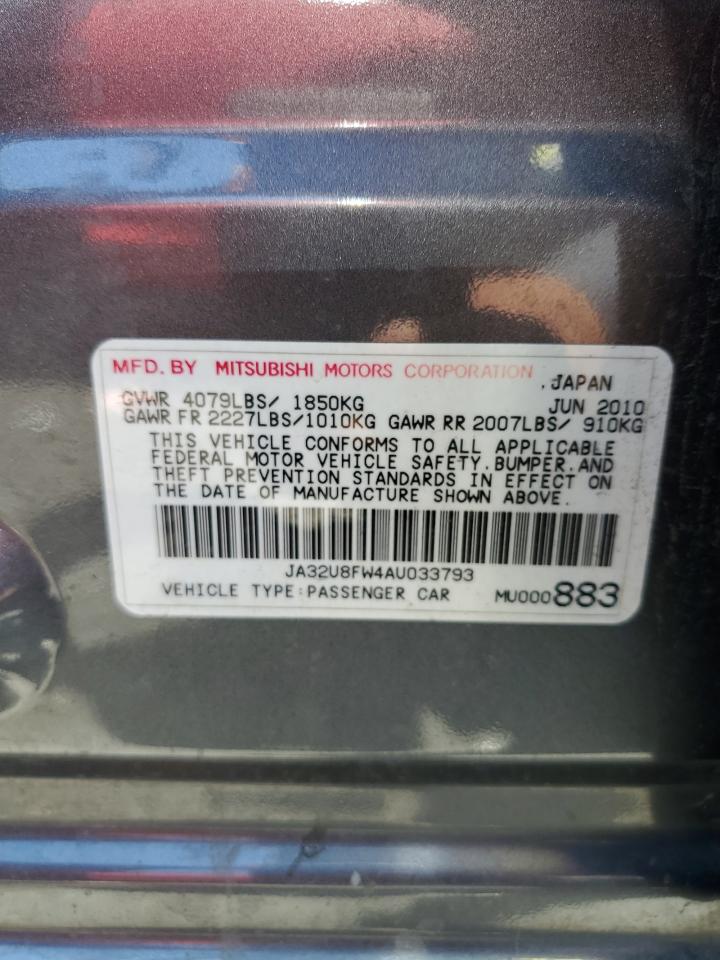 MFD. BY MITSUBISHI MOTORS CORPORATION , JAPAN
GVWR 4079LBS/ 1850KG JUN 2010
GAWR FR 2227LBS/1010KG GAWR RR 2007LBS/ 910KG
THIS VEHICLE CONFORMS TO ALL APPLICABLE
FEDERAL MOTOR VEHICLE SAFETY,BUMPER,AND
THEFT PREVENTION STANDARDS IN EFFECT ON
THE DATE OF MANUFACTURE SHOWN ABOVE.
JA32U8FW4AU033793
VEHICLE TYPE:PASSENGER CAR MU000883